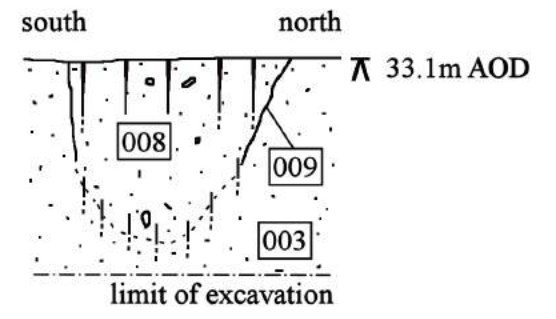 south
north
33.1m AOD
008
009
003
limit of excavation